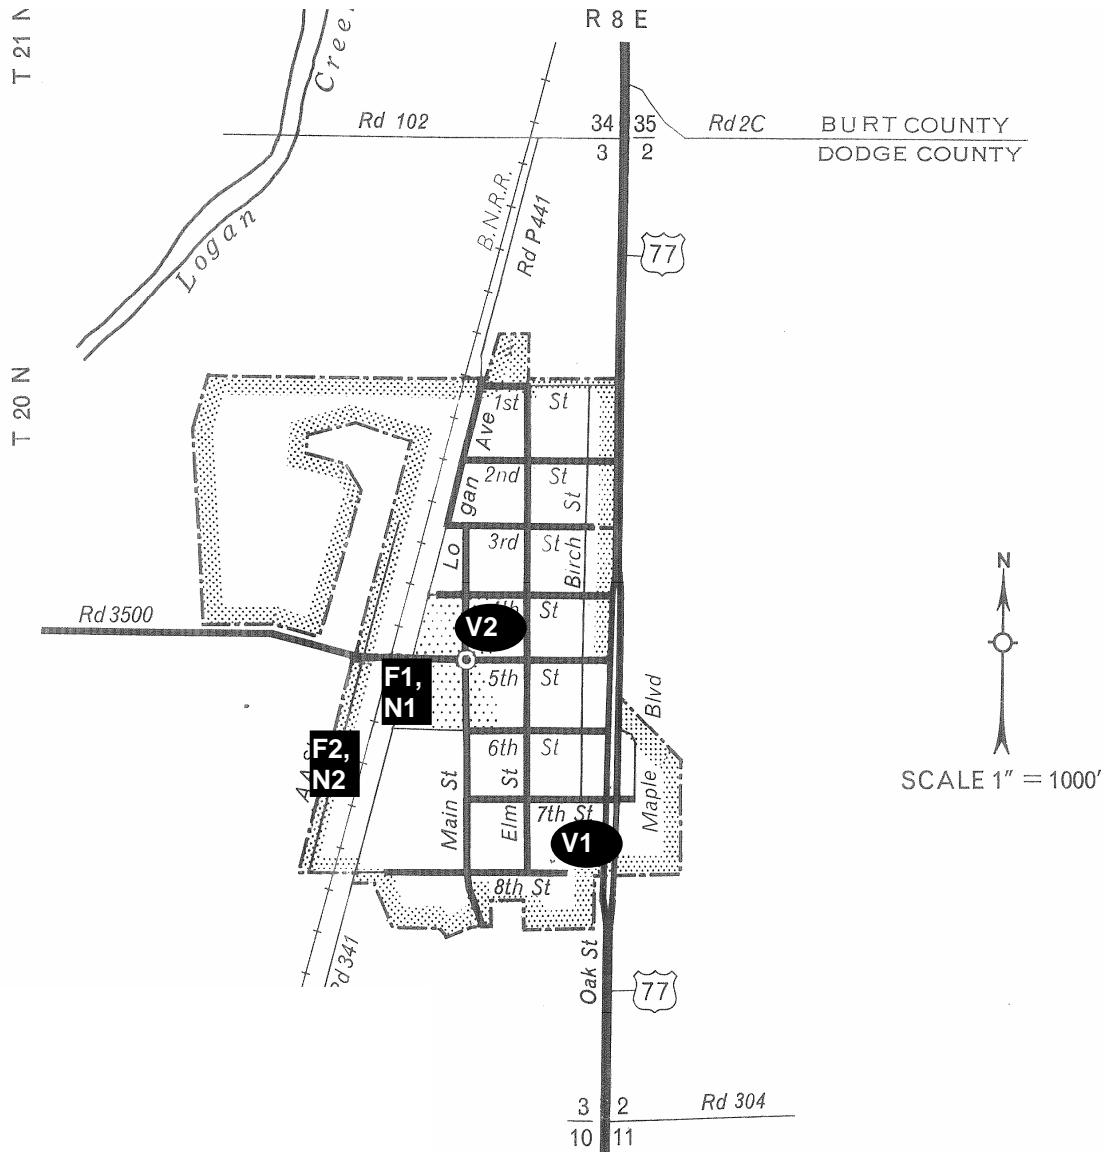 R 8 E
T 21 N
Creek
Logan
Rd 102
34 35
3 2
Rd 2C
BURT COUNTY
DODGE COUNTY
B.N.R.R.
Rd P441
77
T 20 N
1st St
Logan Ave
2nd St
3rd St
Birch St
St
Rd 3500
V2
F1,
N1
5th St
6th St
F2,
N2
Main St
Elm St
7th St
Maple Blvd
V1
8th St
Rd 341
Oak St
77
N
SCALE 1" = 1000'
3 2
10 11
Rd 304